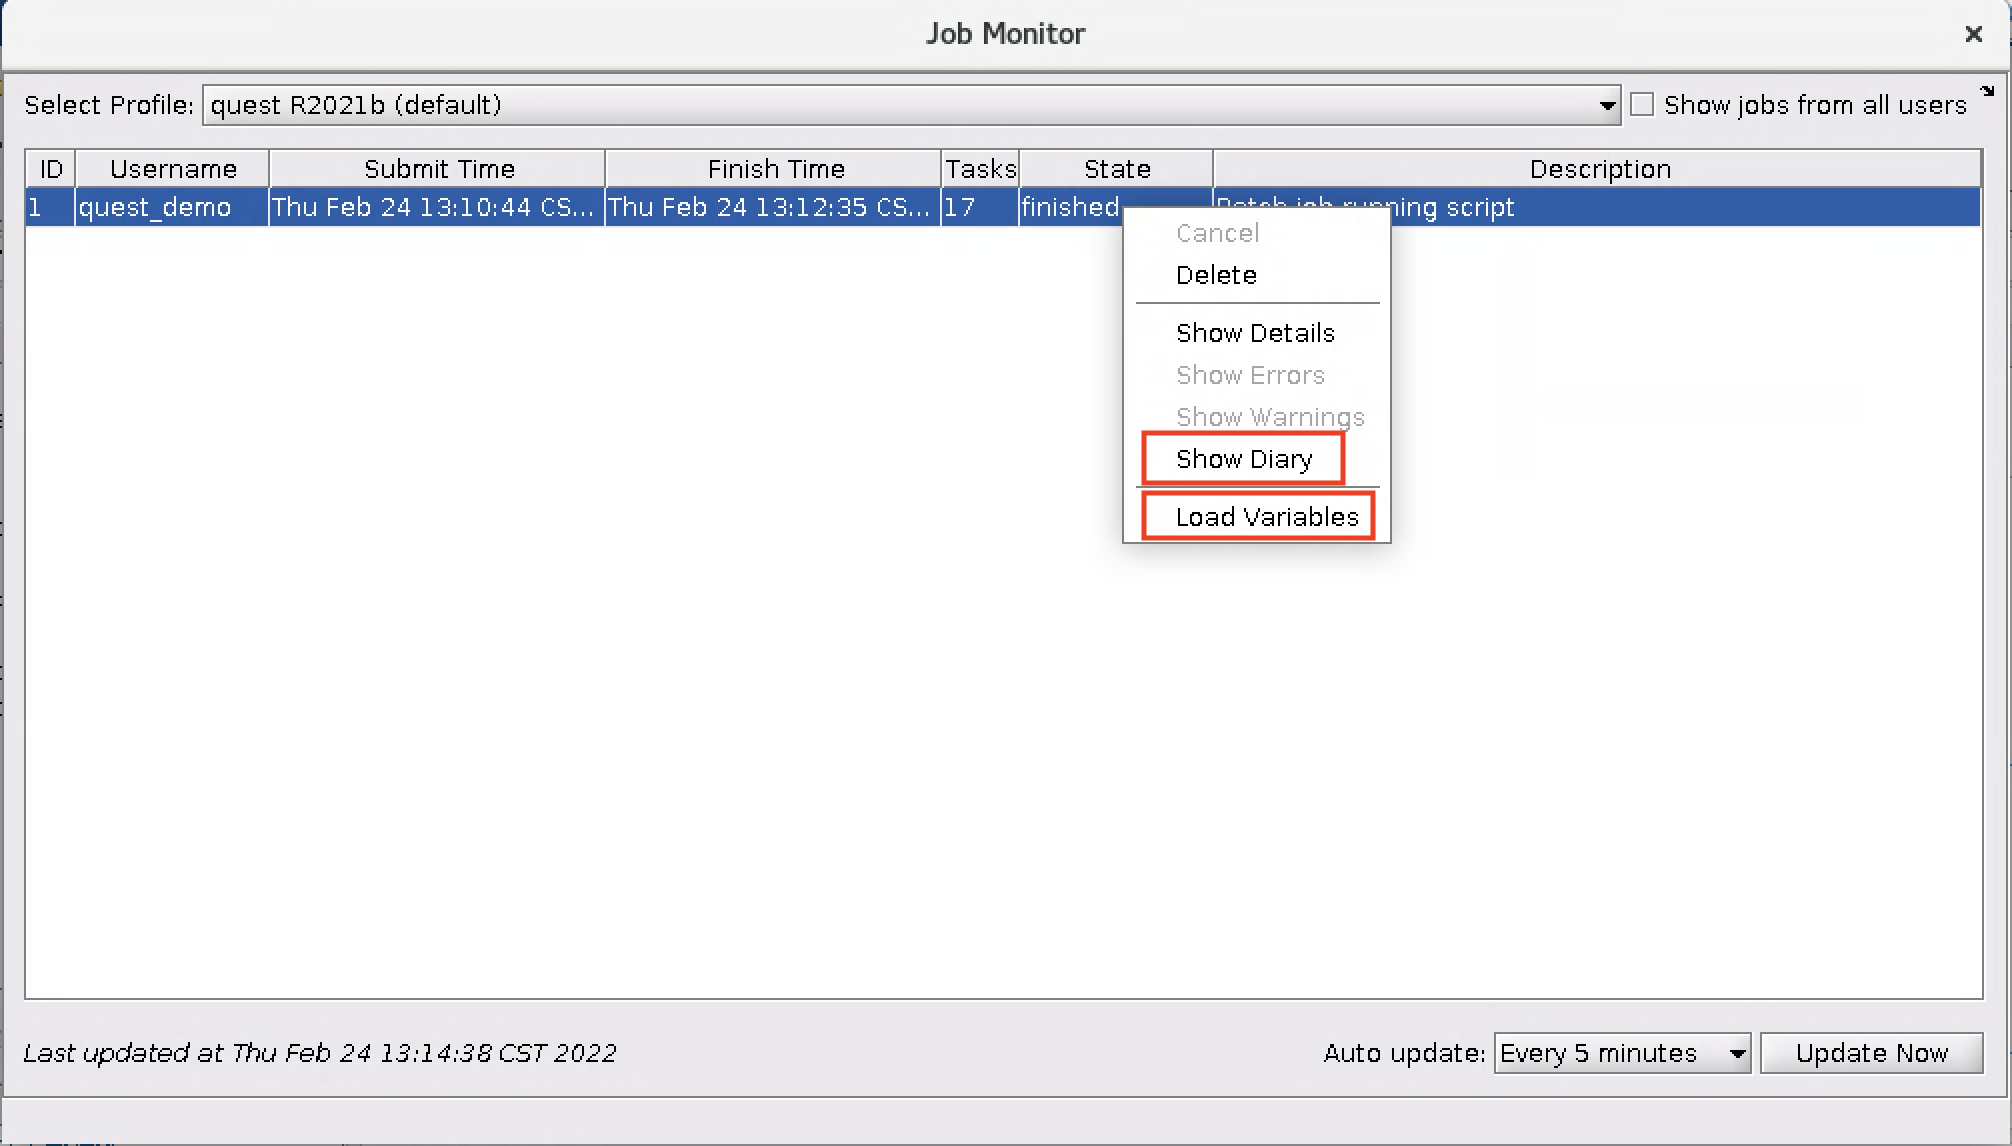 Job Monitor
Select Profile: quest R2021b (default) Show jobs from all users
ID Username Submit Time Finish Time Tasks State Description
1 quest_demo Thu Feb 24 13:10:44 CS... Thu Feb 24 13:12:35 CS... 17 finished Batch job running script
Cancel
Delete
Show Details
Show Errors
Show Warnings
Show Diary
Load Variables
Last updated at Thu Feb 24 13:14:38 CST 2022 Auto update: Every 5 minutes Update Now